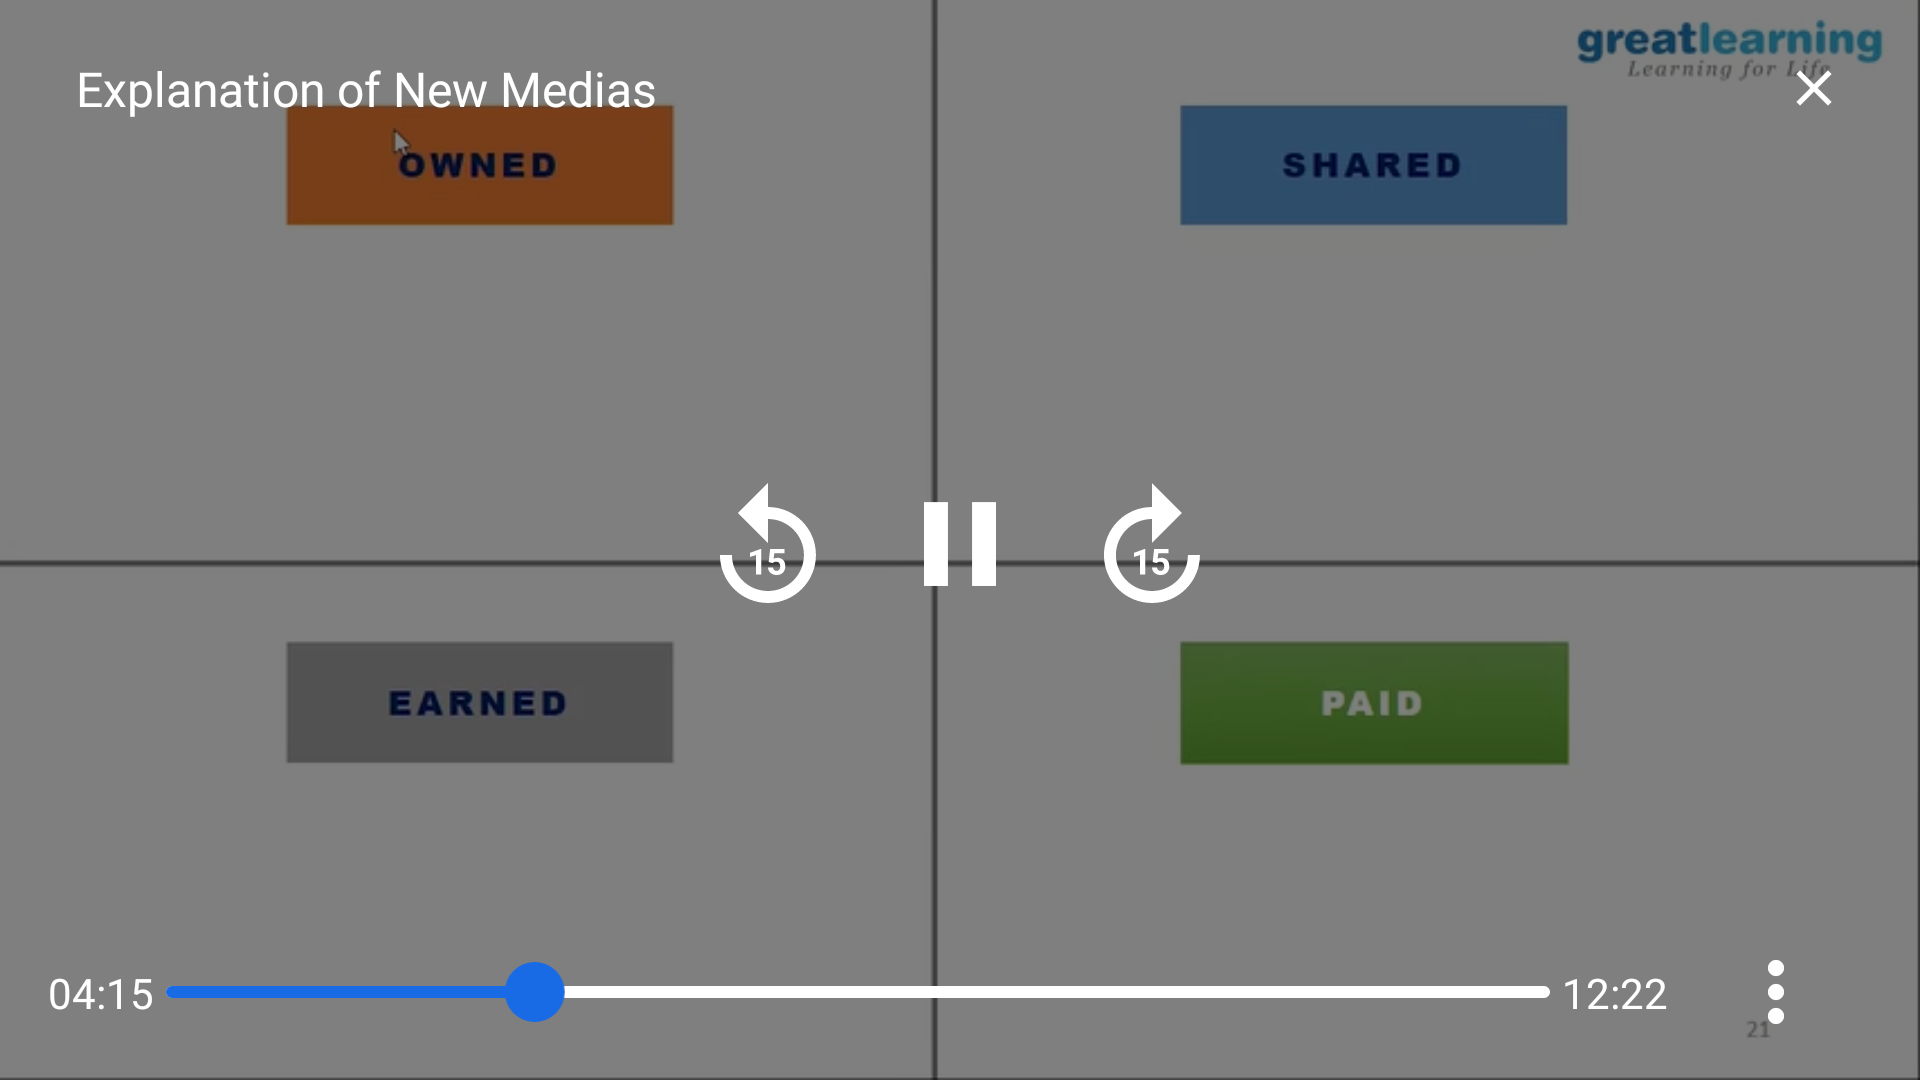 greatlearning
Learning for Life
Explanation of New Medias
OWNED
SHARED
15
15
EARNED
PAID
04:15
12:22
21